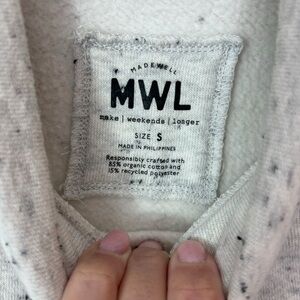 MADEWELL
MWL
make | weekends | longer
SIZE S
MADE IN PHILIPPINES
Responsibly crafted with
85% organic cotton and
15% recycled polyester